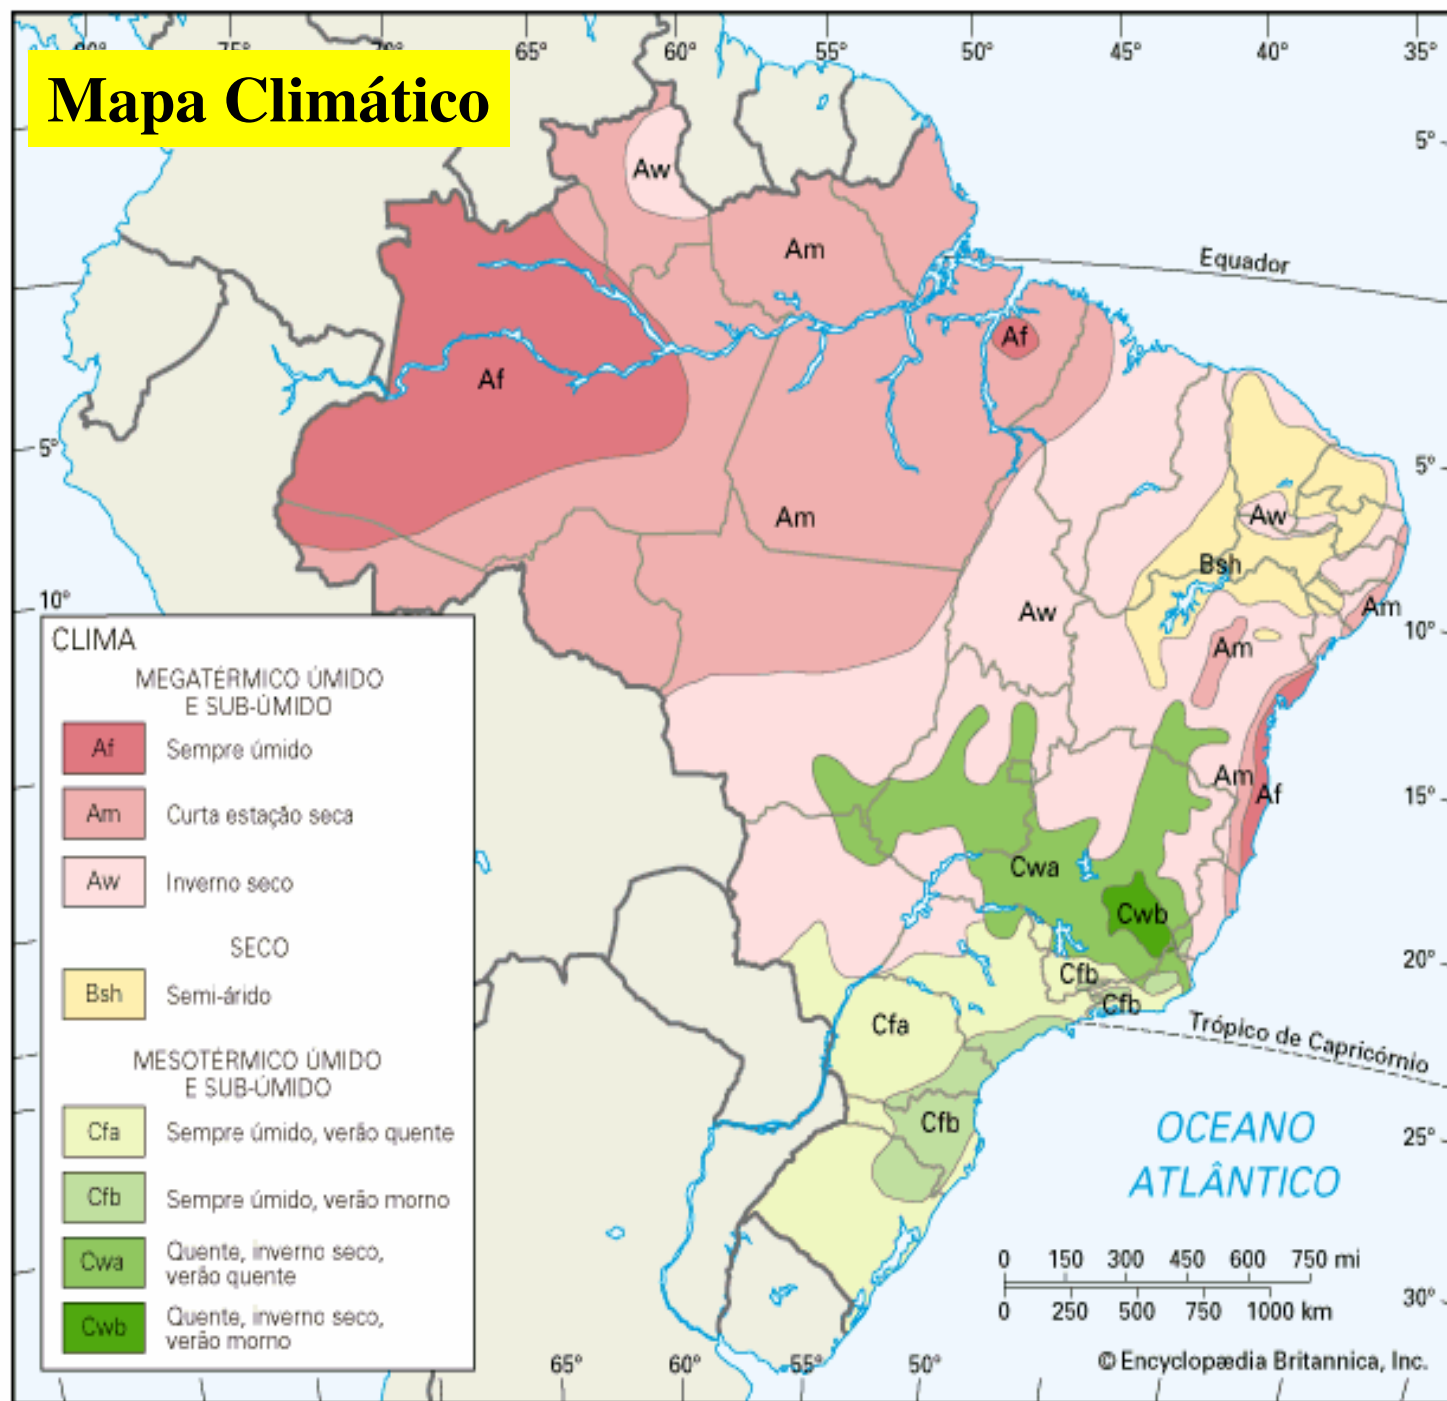 80° 75° 70° 65° 60° 55° 50° 45° 40° 35°
Mapa Climático
5°
Aw
Am
Equador
Af
Af
5°
5°
Am
Aw
Bsh
10°
Aw
Am
10°
Am
CLIMA
MEGATÉRMICO ÚMIDO
E SUB-ÚMIDO
Af Sempre úmido
Am Curta estação seca
Aw Inverno seco
SECO
Bsh Semi-árido
MESOTÉRMICO ÚMIDO
E SUB-ÚMIDO
Cfa Sempre úmido, verão quente
Cfb Sempre úmido, verão morno
Cwa Quente, inverno seco,
verão quente
Cwb Quente, inverno seco,
verão morno
Am
Af
15°
Cwa
Cwb
20°
Cfb
Cfb
Cfa
Trópico de Capricórnio
Cfb
OCEANO
ATLÂNTICO
25°
0 150 300 450 600 750 mi
0 250 500 750 1000 km
30°
65° 60° 55° 50°
© Encyclopædia Britannica, Inc.